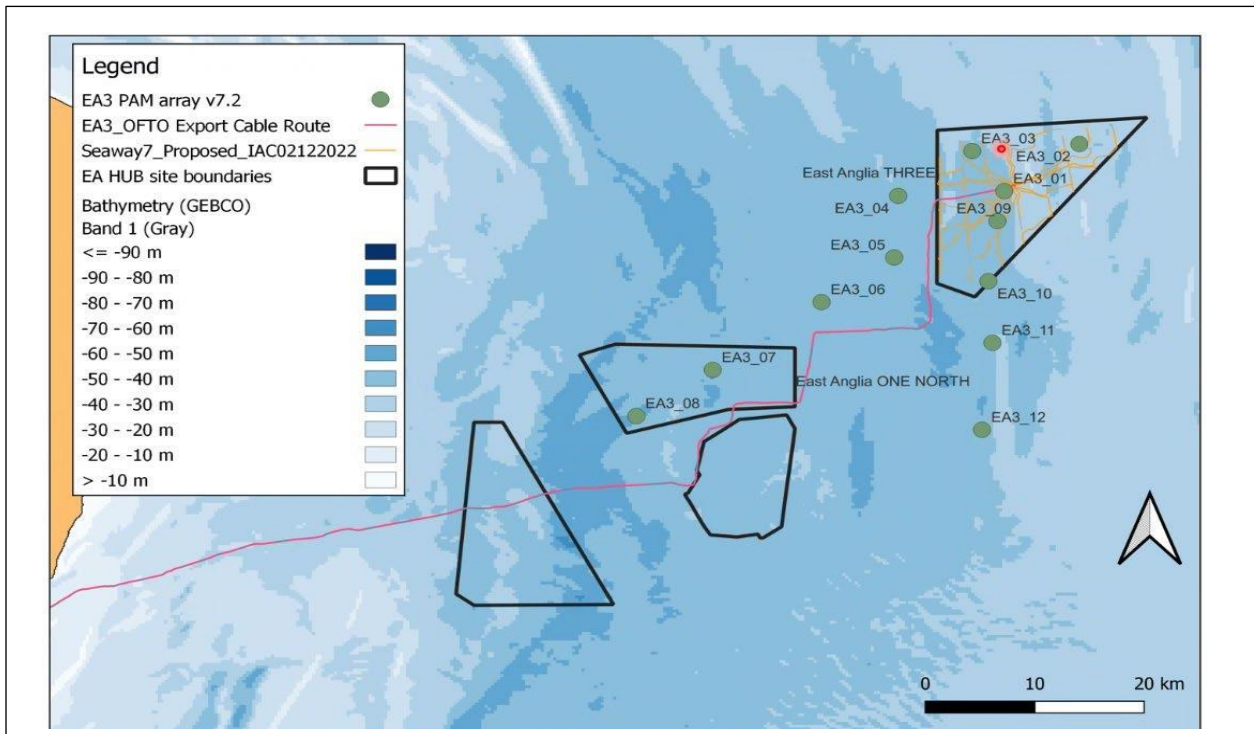 Legend
EA3 PAM array v7.2
EA3_OFTO Export Cable Route
Seaway7_Proposed_IAC02122022
EA HUB site boundaries
Bathymetry (GEBCO)
Band 1 (Gray)
<= -90 m
-90 - -80 m
-80 - -70 m
-70 - -60 m
-60 - -50 m
-50 - -40 m
-40 - -30 m
-30 - -20 m
-20 - -10 m
> -10 m
EA3_03
EA3_02
East Anglia THREE
EA3_01
EA3_04
EA3_09
EA3_05
EA3_06
EA3_10
EA3_11
EA3_07
East Anglia ONE NORTH
EA3_08
EA3_12
0 10 20 km